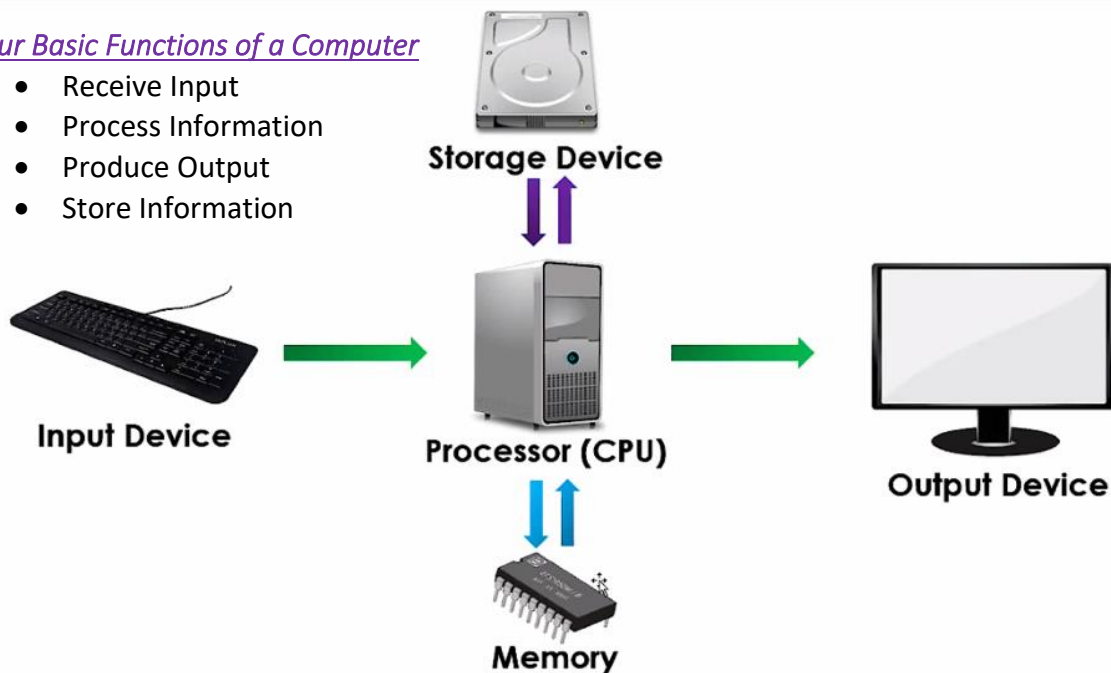 ur Basic Functions of a Computer
• Receive Input
• Process Information
• Produce Output
• Store Information
Storage Device
Input Device
Processor (CPU)
Output Device
Memory